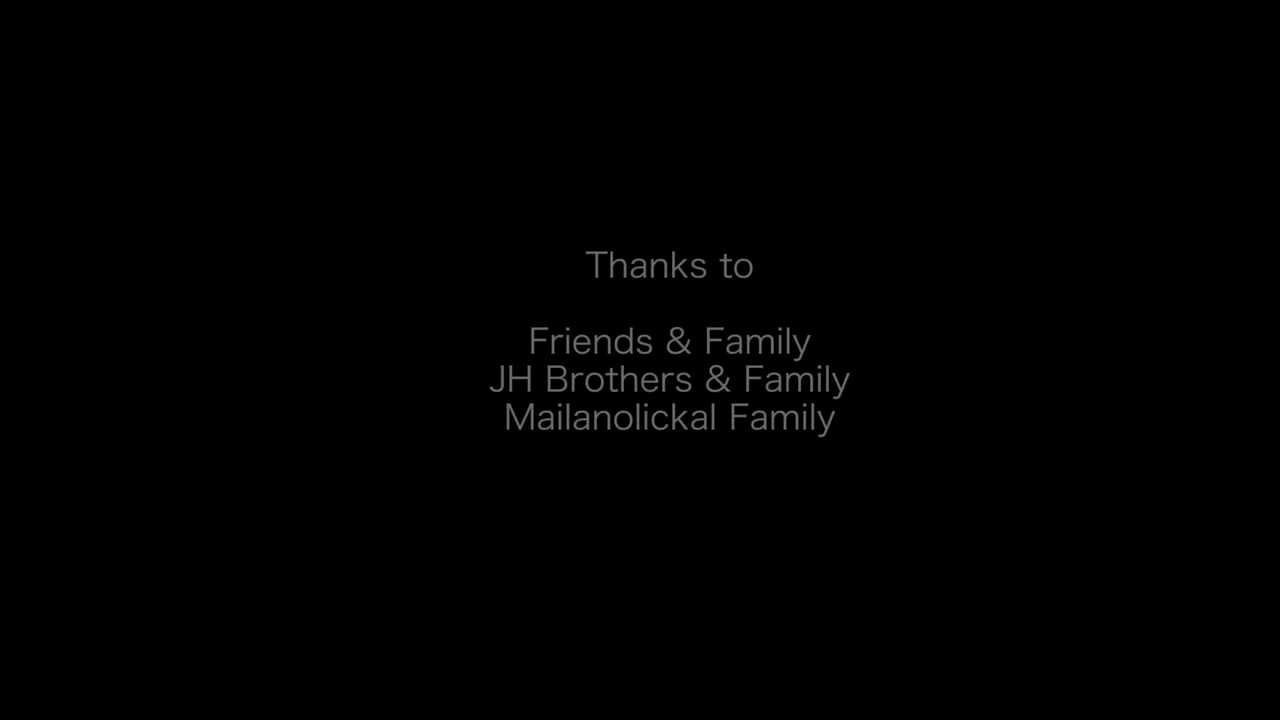 Thanks to
Friends & Family
JH Brothers & Family
Mailanolickal Family